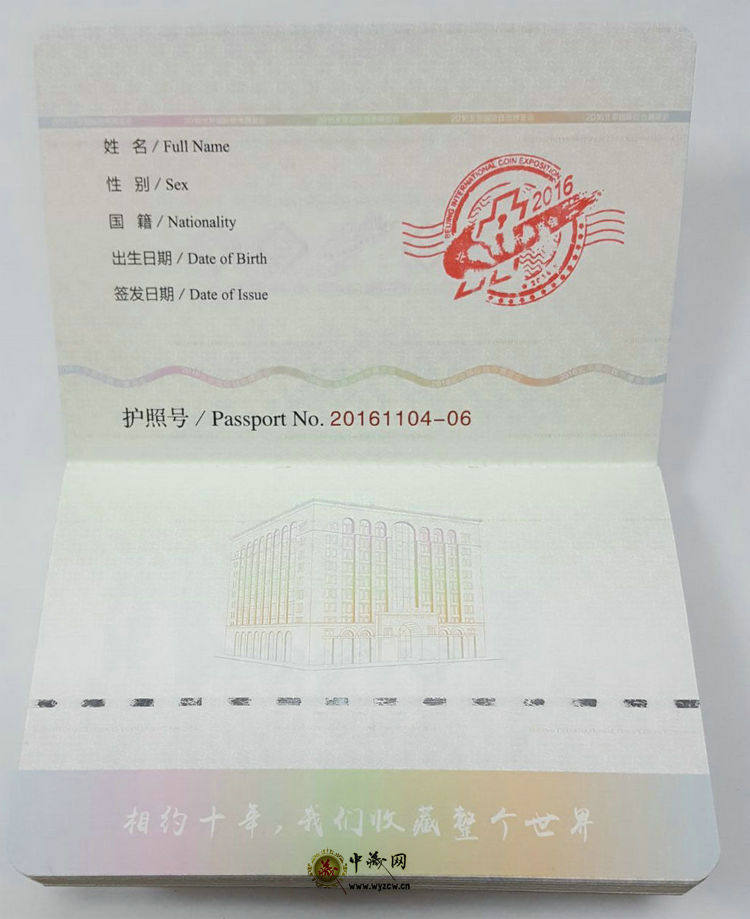 姓 名 / Full Name
性 别 / Sex
国 籍 / Nationality
出生日期 / Date of Birth
签发日期 / Date of Issue
BEIJING INTERNATIONAL COIN EXPOSITION
2016
护照号 / Passport No. 20161104-06
相约十年,我们收藏整个世界
中藏网
www.wyzcw.cn